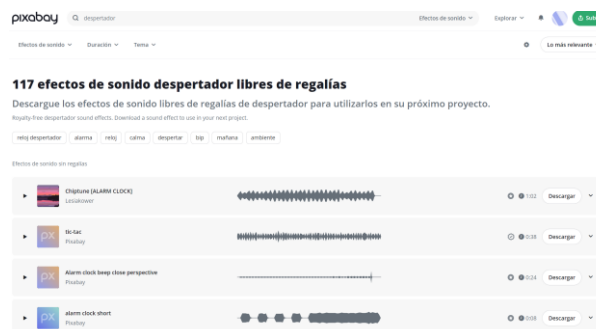 pixabay
despertador
Efectos de sonido
Explorar
Efectos de sonido
Duración
Tema
Lo más relevante
117 efectos de sonido despertador libres de regalías
Descargue los efectos de sonido libres de regalías de despertador para utilizarlos en su próximo proyecto.
Royalty-free despertador sound effects. Download a sound effect to use in your next project.
reloj despertador alarma reloj calma despertar bip mañana ambiente
Efectos de sonido sin regalías
Chiptune [ALARM CLOCK]
Lesiakower
1:02 Descargar
px
tic-tac
Pixabay
0:38 Descargar
px
Alarm clock beep close perspective
Pixabay
0:24 Descargar
px
alarm clock short
Pixabay
0:08 Descargar